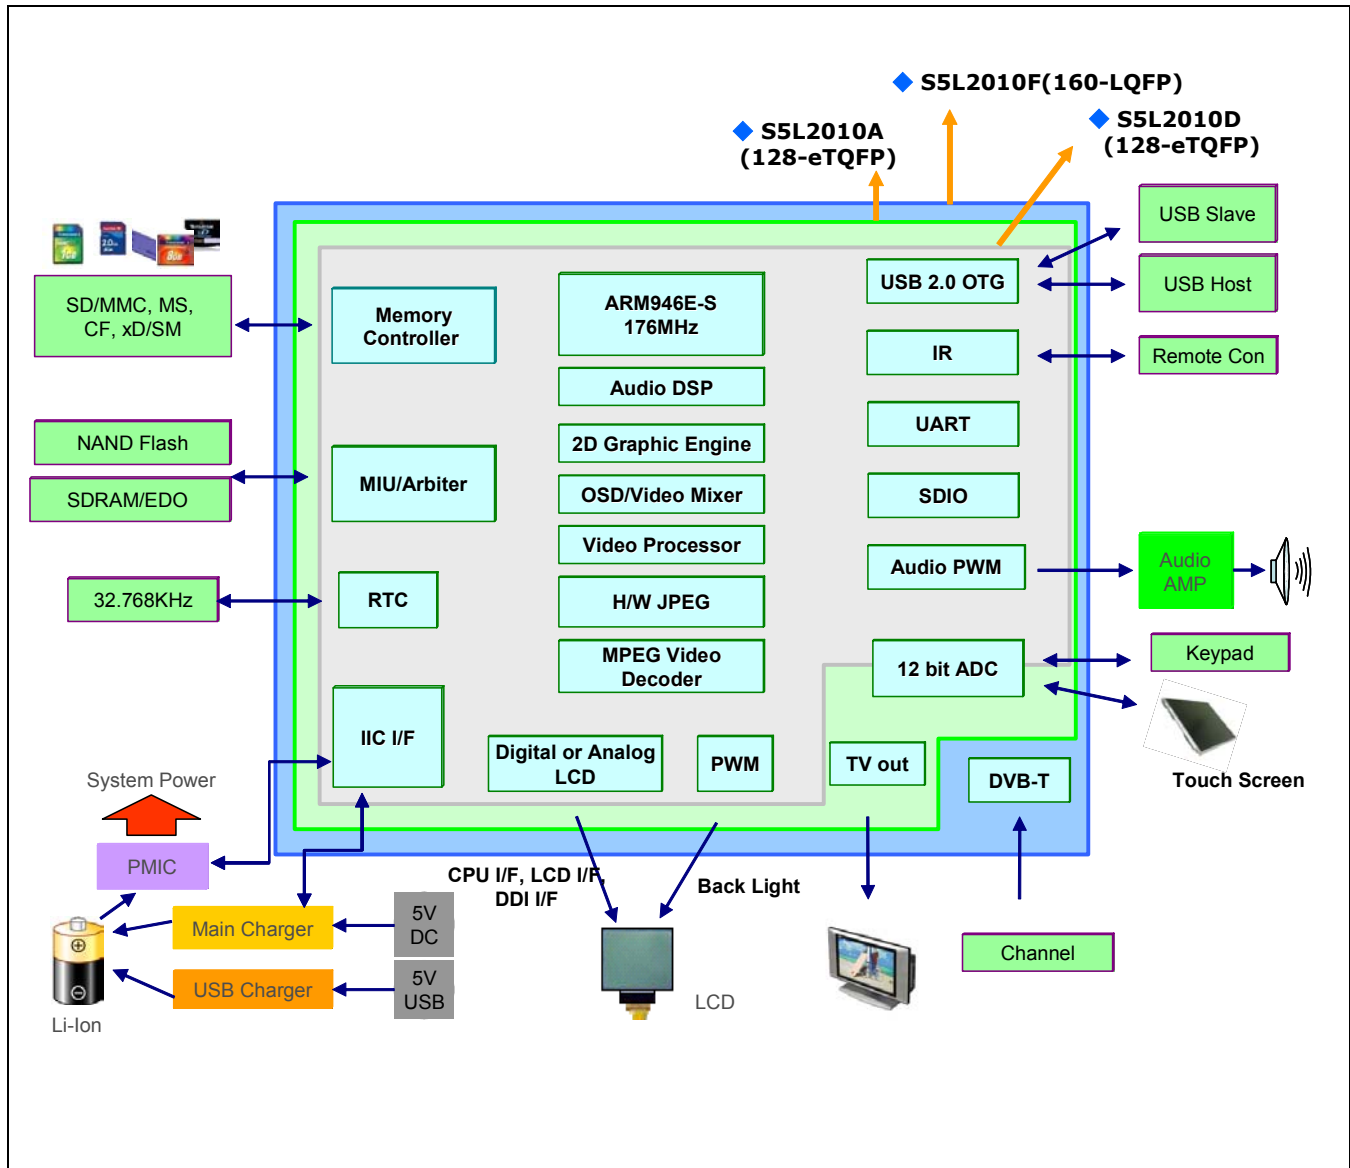 S5L2010F(160-LQFP)
S5L2010A
(128-eTQFP)
S5L2010D
(128-eTQFP)
SD/MMC, MS,
CF, xD/SM
NAND Flash
SDRAM/EDO
32.768KHz
Memory
Controller
MIU/Arbiter
RTC
IIC I/F
ARM946E-S
176MHz
Audio DSP
2D Graphic Engine
OSD/Video Mixer
Video Processor
H/W JPEG
MPEG Video
Decoder
Digital or Analog
LCD
PWM
USB 2.0 OTG
IR
UART
SDIO
Audio PWM
12 bit ADC
TV out
DVB-T
USB Slave
USB Host
Remote Con
Audio
AMP
Keypad
Touch Screen
System Power
PMIC
Main Charger
USB Charger
5V
DC
5V
USB
Li-Ion
CPU I/F, LCD I/F,
DDI I/F
Back Light
LCD
Channel